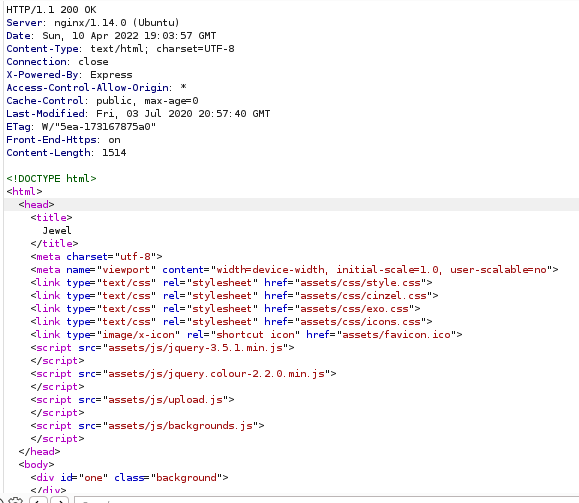 HTTP/1.1 200 OK
Server: nginx/1.14.0 (Ubuntu)
Date: Sun, 10 Apr 2022 19:03:57 GMT
Content-Type: text/html; charset=UTF-8
Connection: close
X-Powered-By: Express
Access-Control-Allow-Origin: *
Cache-Control: public, max-age=0
Last-Modified: Fri, 03 Jul 2020 20:57:40 GMT
ETag: W/"5ea-173167875a0"
Front-End-Https: on
Content-Length: 1514

<!DOCTYPE html>
<html>
  <head>
    <title>
      Jewel
    </title>
    <meta charset="utf-8">
    <meta name="viewport" content="width=device-width, initial-scale=1.0, user-scalable=no">
    <link type="text/css" rel="stylesheet" href="assets/css/style.css">
    <link type="text/css" rel="stylesheet" href="assets/css/cinzel.css">
    <link type="text/css" rel="stylesheet" href="assets/css/exo.css">
    <link type="text/css" rel="stylesheet" href="assets/css/icons.css">
    <link type="image/x-icon" rel="shortcut icon" href="assets/favicon.ico">
    <script src="assets/js/jquery-3.5.1.min.js">
    </script>
    <script src="assets/js/jquery.colour-2.2.0.min.js">
    </script>
    <script src="assets/js/upload.js">
    </script>
    <script src="assets/js/backgrounds.js">
    </script>
  </head>
  <body>
    <div id="one" class="background">
    </div>